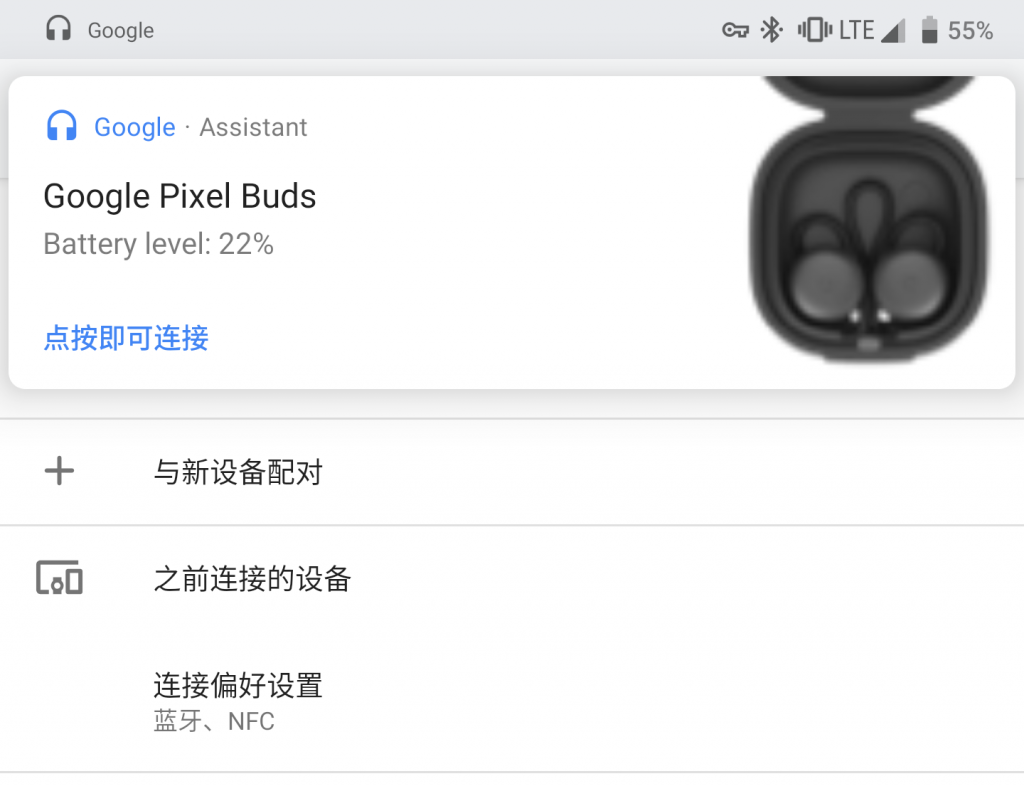 Google LTE 55%
Google · Assistant
Google Pixel Buds
Battery level: 22%
点按即可连接
与新设备配对
之前连接的设备
连接偏好设置
蓝牙、NFC